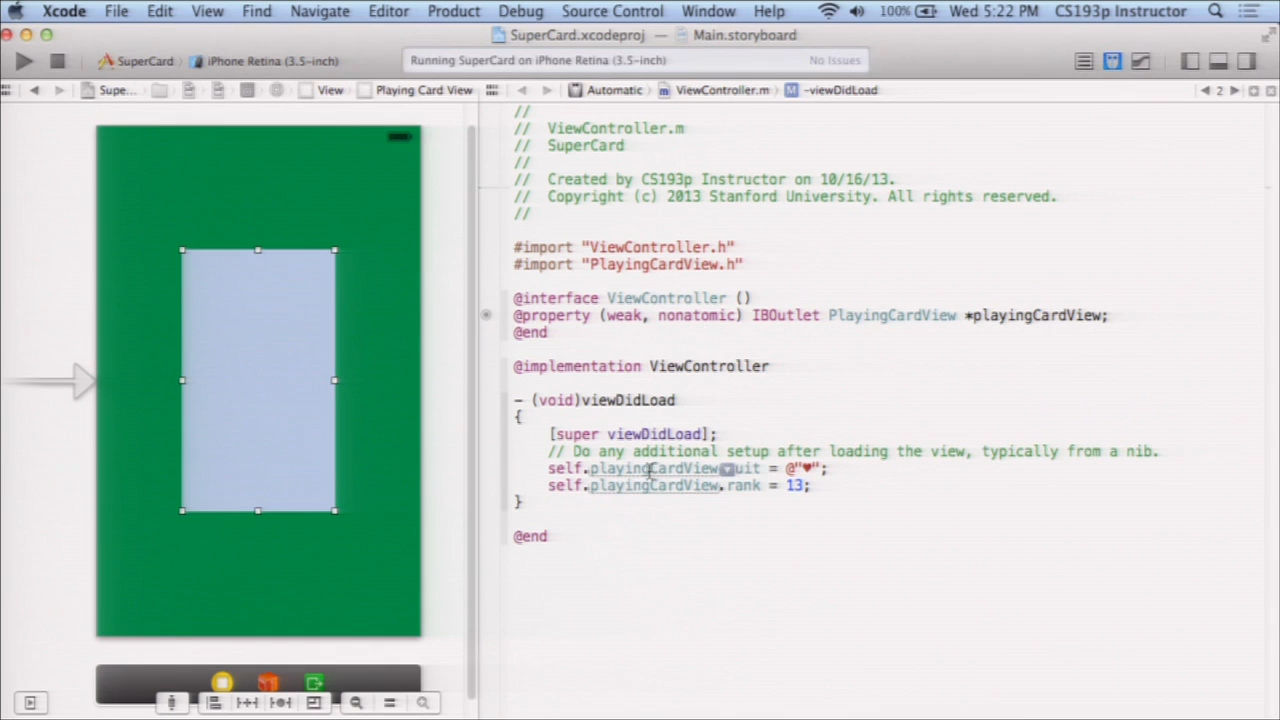 Xcode File Edit View Find Navigate Editor Product Debug Source Control Window Help 100% Wed 5:22 PM CS193p Instructor
SuperCard.xcodeproj — Main.storyboard
SuperCard iPhone Retina (3.5-inch) Running SuperCard on iPhone Retina (3.5-inch) No Issues
Supe... View Playing Card View Automatic ViewController.m M -viewDidLoad 2
//
// ViewController.m
// SuperCard
//
// Created by CS193p Instructor on 10/16/13.
// Copyright (c) 2013 Stanford University. All rights reserved.
//
#import "ViewController.h"
#import "PlayingCardView.h"
@interface ViewController ()
@property (weak, nonatomic) IBOutlet PlayingCardView *playingCardView;
@end
@implementation ViewController
- (void)viewDidLoad
{
[super viewDidLoad];
// Do any additional setup after loading the view, typically from a nib.
self.playingCardView uit = @"♥";
self.playingCardView.rank = 13;
}
@end